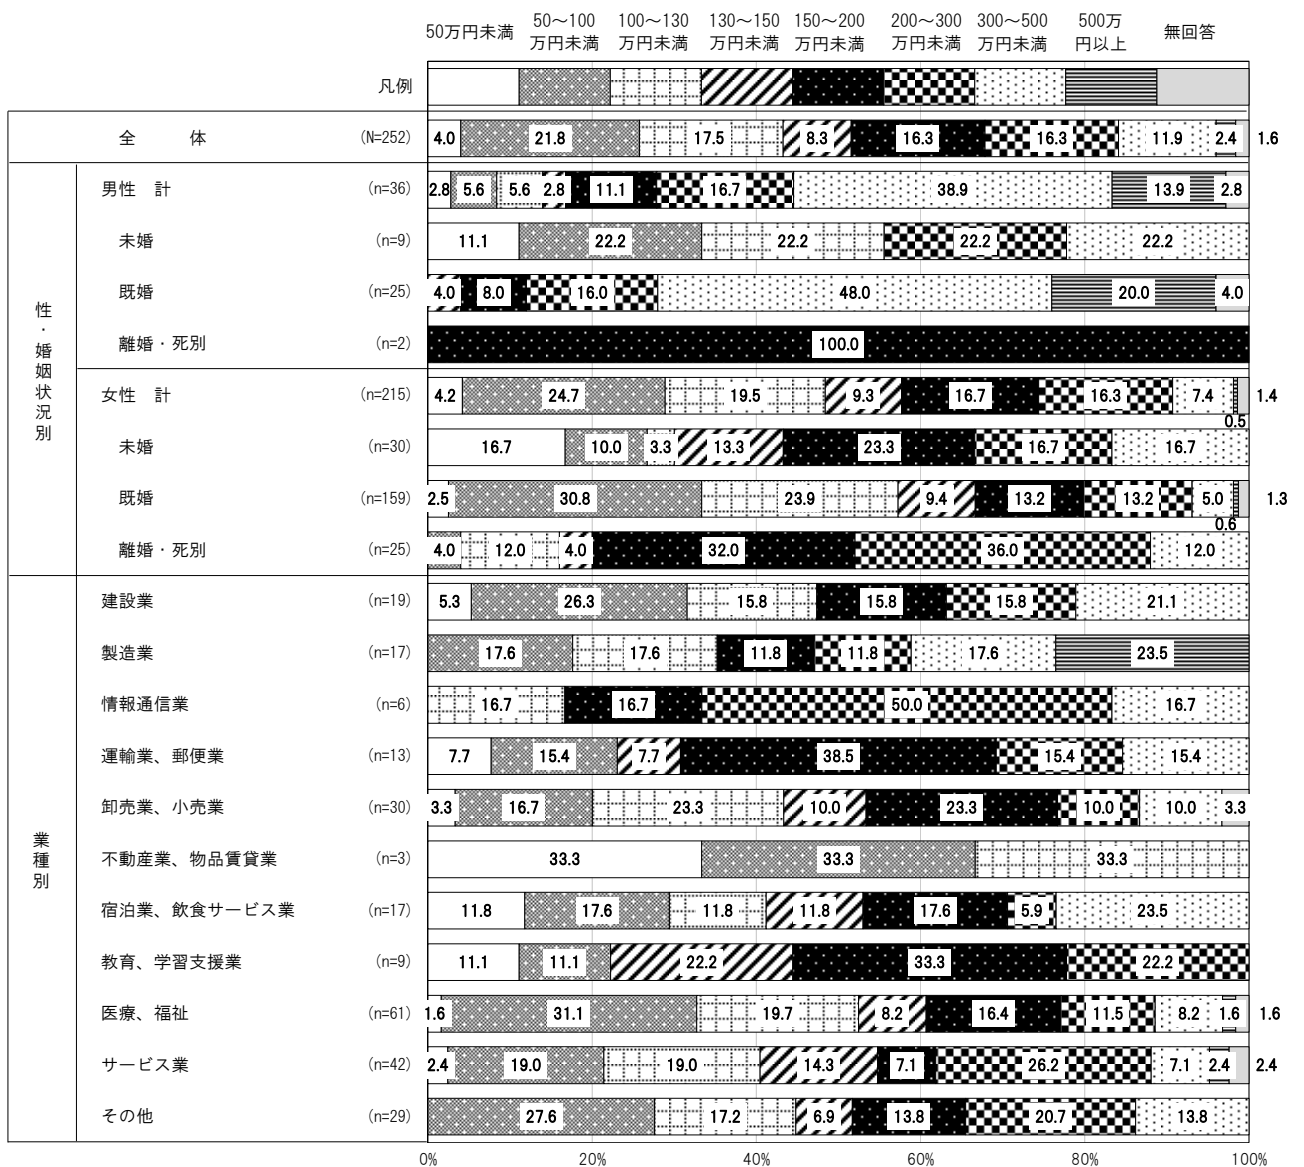 50万円未満
50～100
万円未満
100～130
万円未満
130～150
万円未満
150～200
万円未満
200～300
万円未満
300～500
万円未満
500万
円以上
無回答
凡例
全　体 (N=252) 4.0 21.8 17.5 8.3 16.3 16.3 11.9 2.4 1.6
性・婚姻状況別
男性　計 (n=36) 2.8 5.6 5.6 2.8 11.1 16.7 38.9 13.9 2.8
未婚 (n=9) 11.1 22.2 22.2 22.2 22.2
既婚 (n=25) 4.0 8.0 16.0 48.0 20.0 4.0
離婚・死別 (n=2) 100.0
女性　計 (n=215) 4.2 24.7 19.5 9.3 16.7 16.3 7.4 0.5 1.4
未婚 (n=30) 16.7 10.0 3.3 13.3 23.3 16.7 16.7
既婚 (n=159) 2.5 30.8 23.9 9.4 13.2 13.2 5.0 0.6 1.3
離婚・死別 (n=25) 4.0 12.0 4.0 32.0 36.0 12.0
業種別
建設業 (n=19) 5.3 26.3 15.8 15.8 15.8 21.1
製造業 (n=17) 17.6 17.6 11.8 11.8 17.6 23.5
情報通信業 (n=6) 16.7 16.7 50.0 16.7
運輸業、郵便業 (n=13) 7.7 15.4 7.7 38.5 15.4 15.4
卸売業、小売業 (n=30) 3.3 16.7 23.3 10.0 23.3 10.0 10.0 3.3
不動産業、物品賃貸業 (n=3) 33.3 33.3 33.3
宿泊業、飲食サービス業 (n=17) 11.8 17.6 11.8 11.8 17.6 5.9 23.5
教育、学習支援業 (n=9) 11.1 11.1 22.2 33.3 22.2
医療、福祉 (n=61) 1.6 31.1 19.7 8.2 16.4 11.5 8.2 1.6 1.6
サービス業 (n=42) 2.4 19.0 19.0 14.3 7.1 26.2 7.1 2.4 2.4
その他 (n=29) 27.6 17.2 6.9 13.8 20.7 13.8
0% 20% 40% 60% 80% 100%